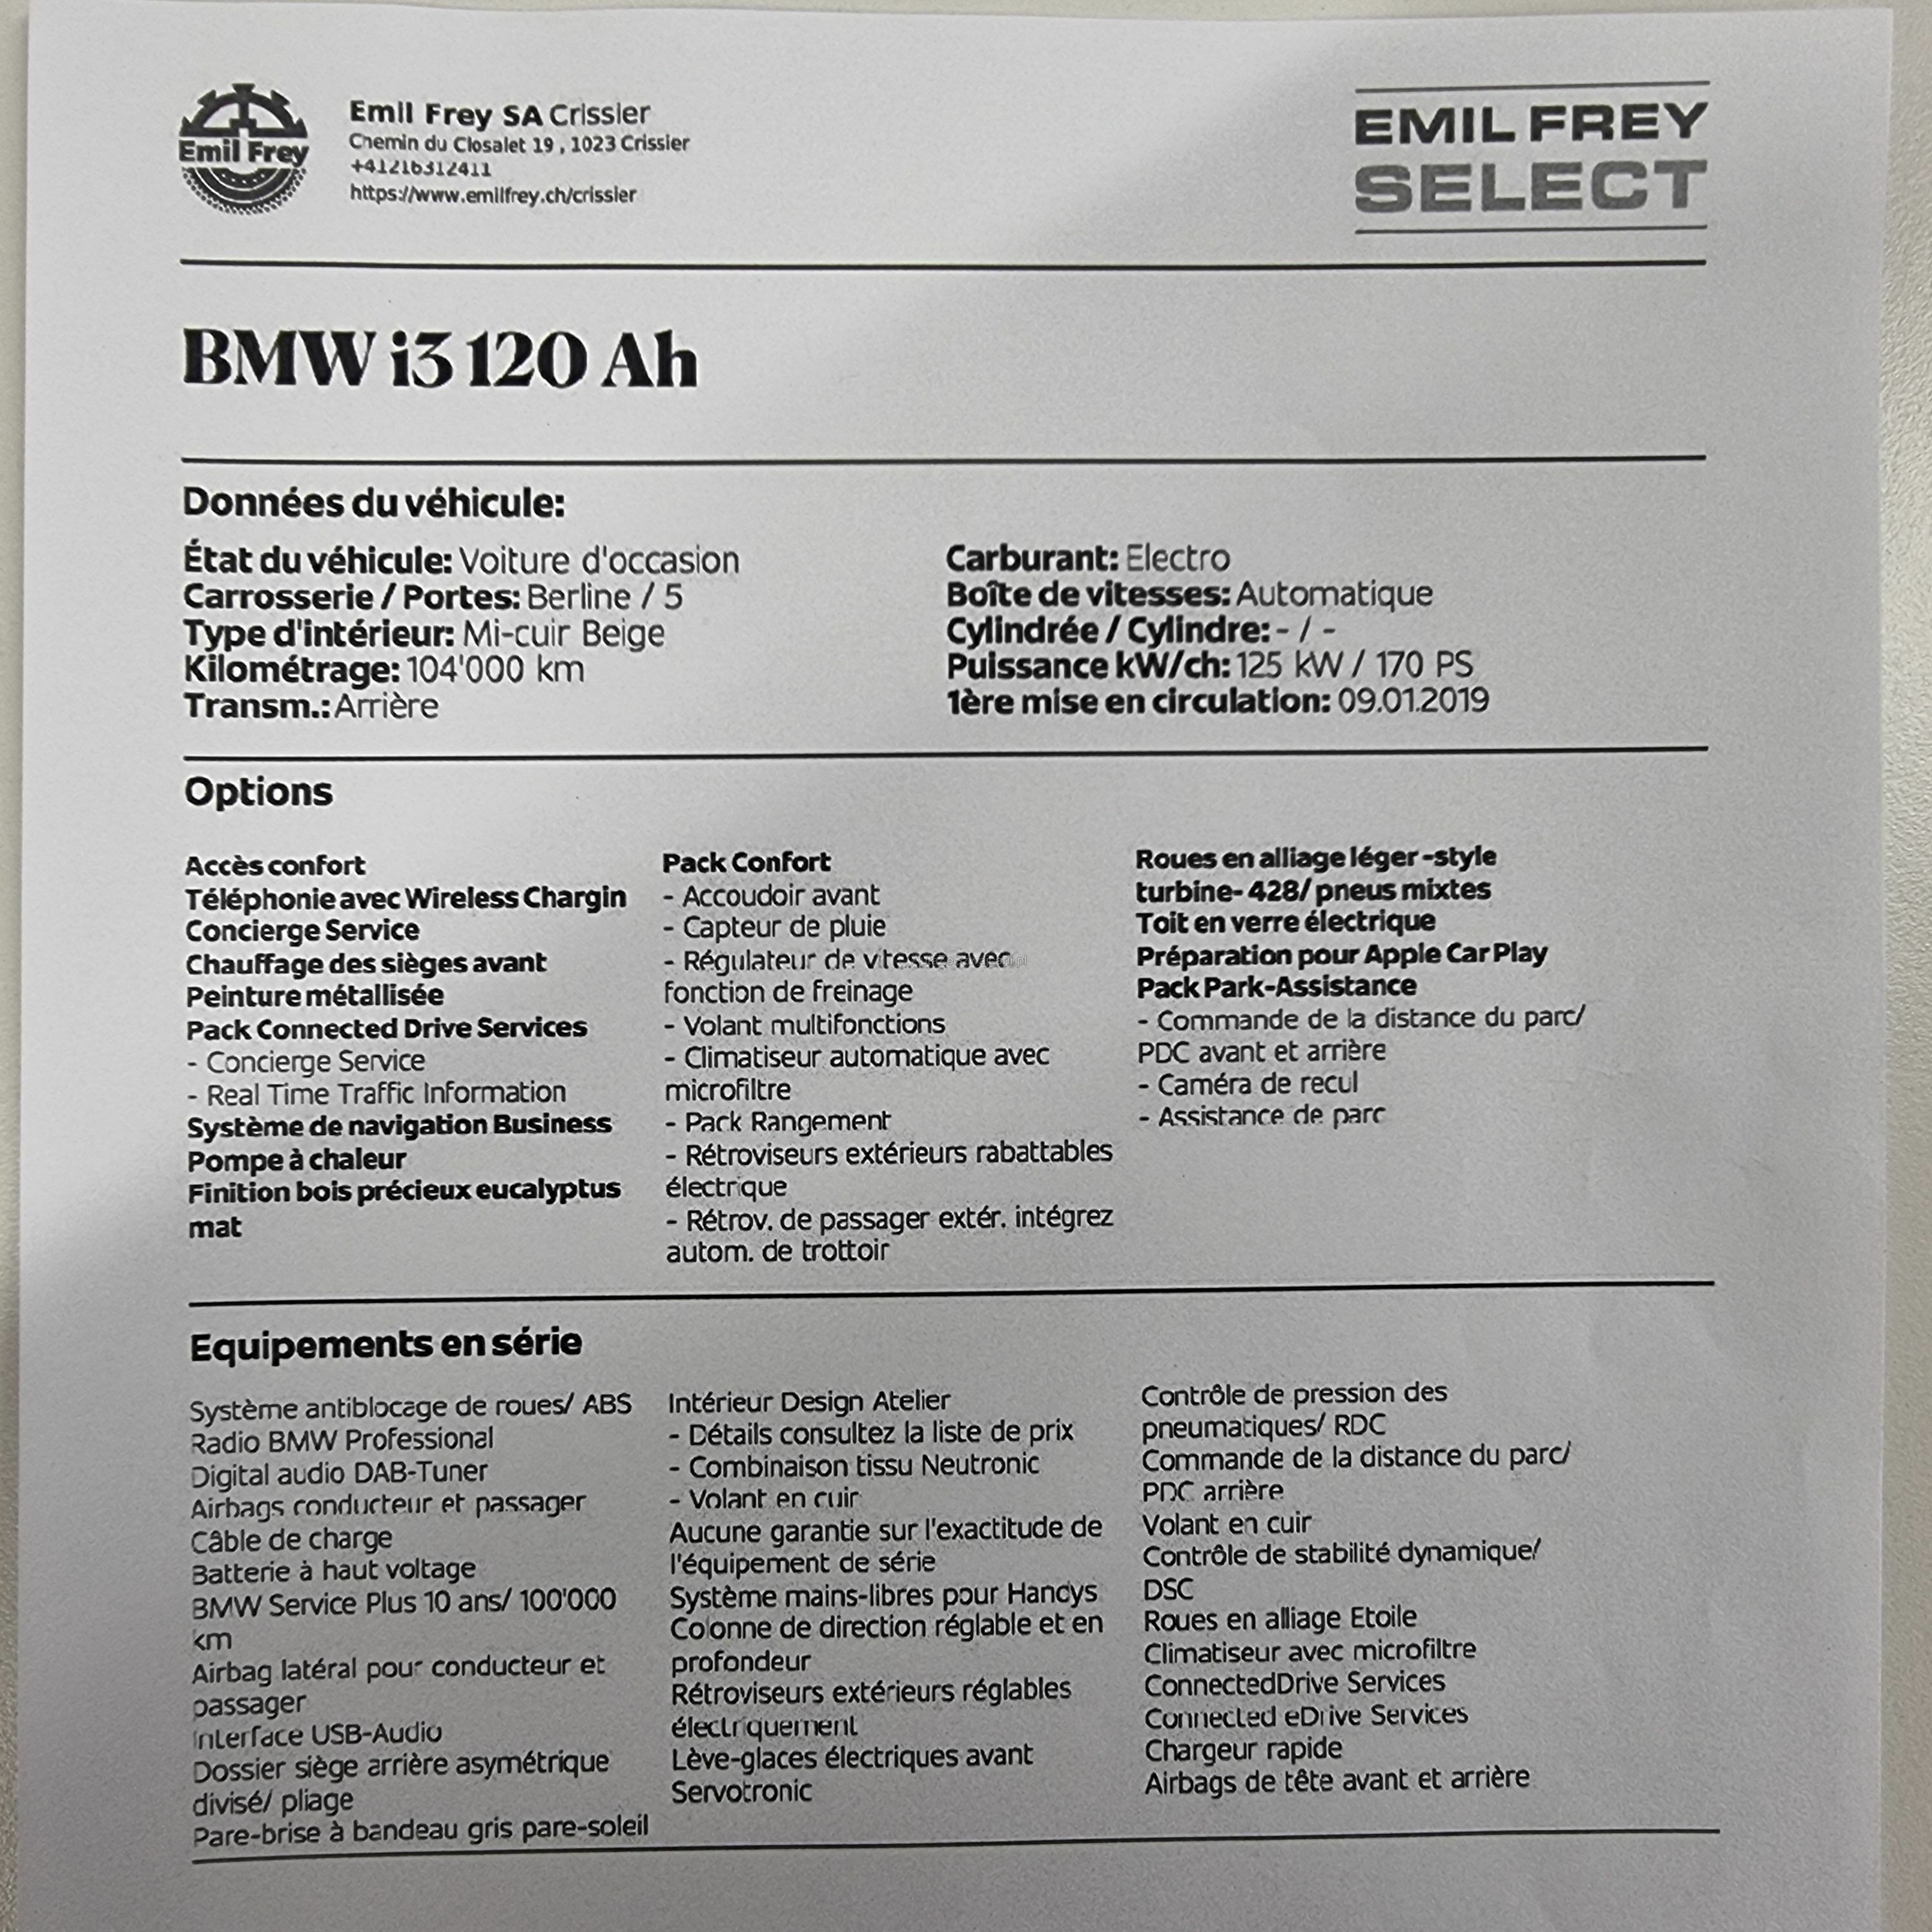 Emil Frey
Emil Frey SA Crissier
Chemin du Closalet 19 , 1023 Crissier
+41216312411
https://www.emilfrey.ch/crissier
EMIL FREY
SELECT
BMW i3 120 Ah
Données du véhicule:
État du véhicule: Voiture d'occasion
Carrosserie / Portes: Berline / 5
Type d'intérieur: Mi-cuir Beige
Kilométrage: 104'000 km
Transm.: Arrière
Carburant: Electro
Boîte de vitesses: Automatique
Cylindrée / Cylindre: - / -
Puissance kW/ch: 125 kW / 170 PS
1ère mise en circulation: 09.01.2019
Options
Accès confort
Téléphonie avec Wireless Chargin
Concierge Service
Chauffage des sièges avant
Peinture métallisée
Pack Connected Drive Services
- Concierge Service
- Real Time Traffic Information
Système de navigation Business
Pompe à chaleur
Finition bois précieux eucalyptus
mat
Pack Confort
- Accoudoir avant
- Capteur de pluie
- Régulateur de vitesse avec
fonction de freinage
- Volant multifonctions
- Climatiseur automatique avec
microfiltre
- Pack Rangement
- Rétroviseurs extérieurs rabattables
électrique
- Rétrov. de passager extér. intégrez
autom. de trottoir
Roues en alliage léger -style
turbine- 428/ pneus mixtes
Toit en verre électrique
Préparation pour Apple CarPlay
Pack Park-Assistance
- Commande de la distance du parc/
PDC avant et arrière
- Caméra de recul
- Assistance de parc
Equipements en série
Système antiblocage de roues/ ABS
Radio BMW Professional
Digital audio DAB-Tuner
Airbags conducteur et passager
Câble de charge
Batterie à haut voltage
BMW Service Plus 10 ans/ 100'000
km
Airbag latéral pour conducteur et
passager
Interface USB-Audio
Dossier siège arrière asymétrique
divisé/ pliage
Pare-brise à bandeau gris pare-soleil
Intérieur Design Atelier
- Détails consultez la liste de prix
- Combinaison tissu Neutronic
- Volant en cuir
Aucune garantie sur l'exactitude de
l'équipement de série
Système mains-libres pour Handys
Colonne de direction réglable et en
profondeur
Rétroviseurs extérieurs réglables
électriquement
Lève-glaces électriques avant
Servotronic
Contrôle de pression des
pneumatiques/ RDC
Commande de la distance du parc/
PDC arrière
Volant en cuir
Contrôle de stabilité dynamique/
DSC
Roues en alliage Etoile
Climatiseur avec microfiltre
ConnectedDrive Services
Connected eDrive Services
Chargeur rapide
Airbags de tête avant et arrière